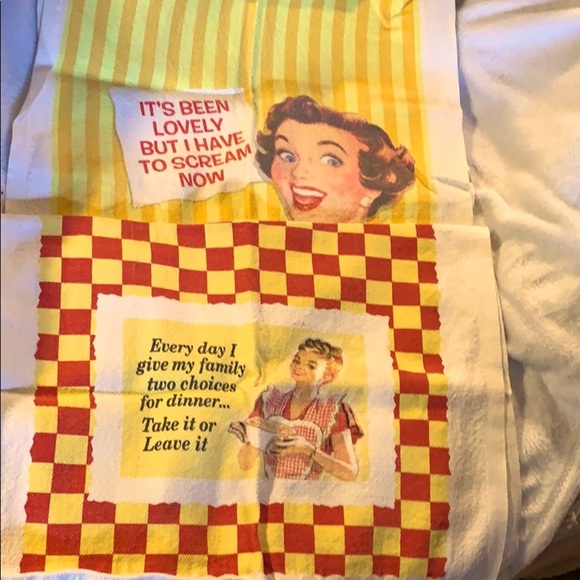 IT'S BEEN
LOVELY
BUT I HAVE
TO SCREAM
NOW
Every day I
give my family
two choices
for dinner...
Take it or
Leave it